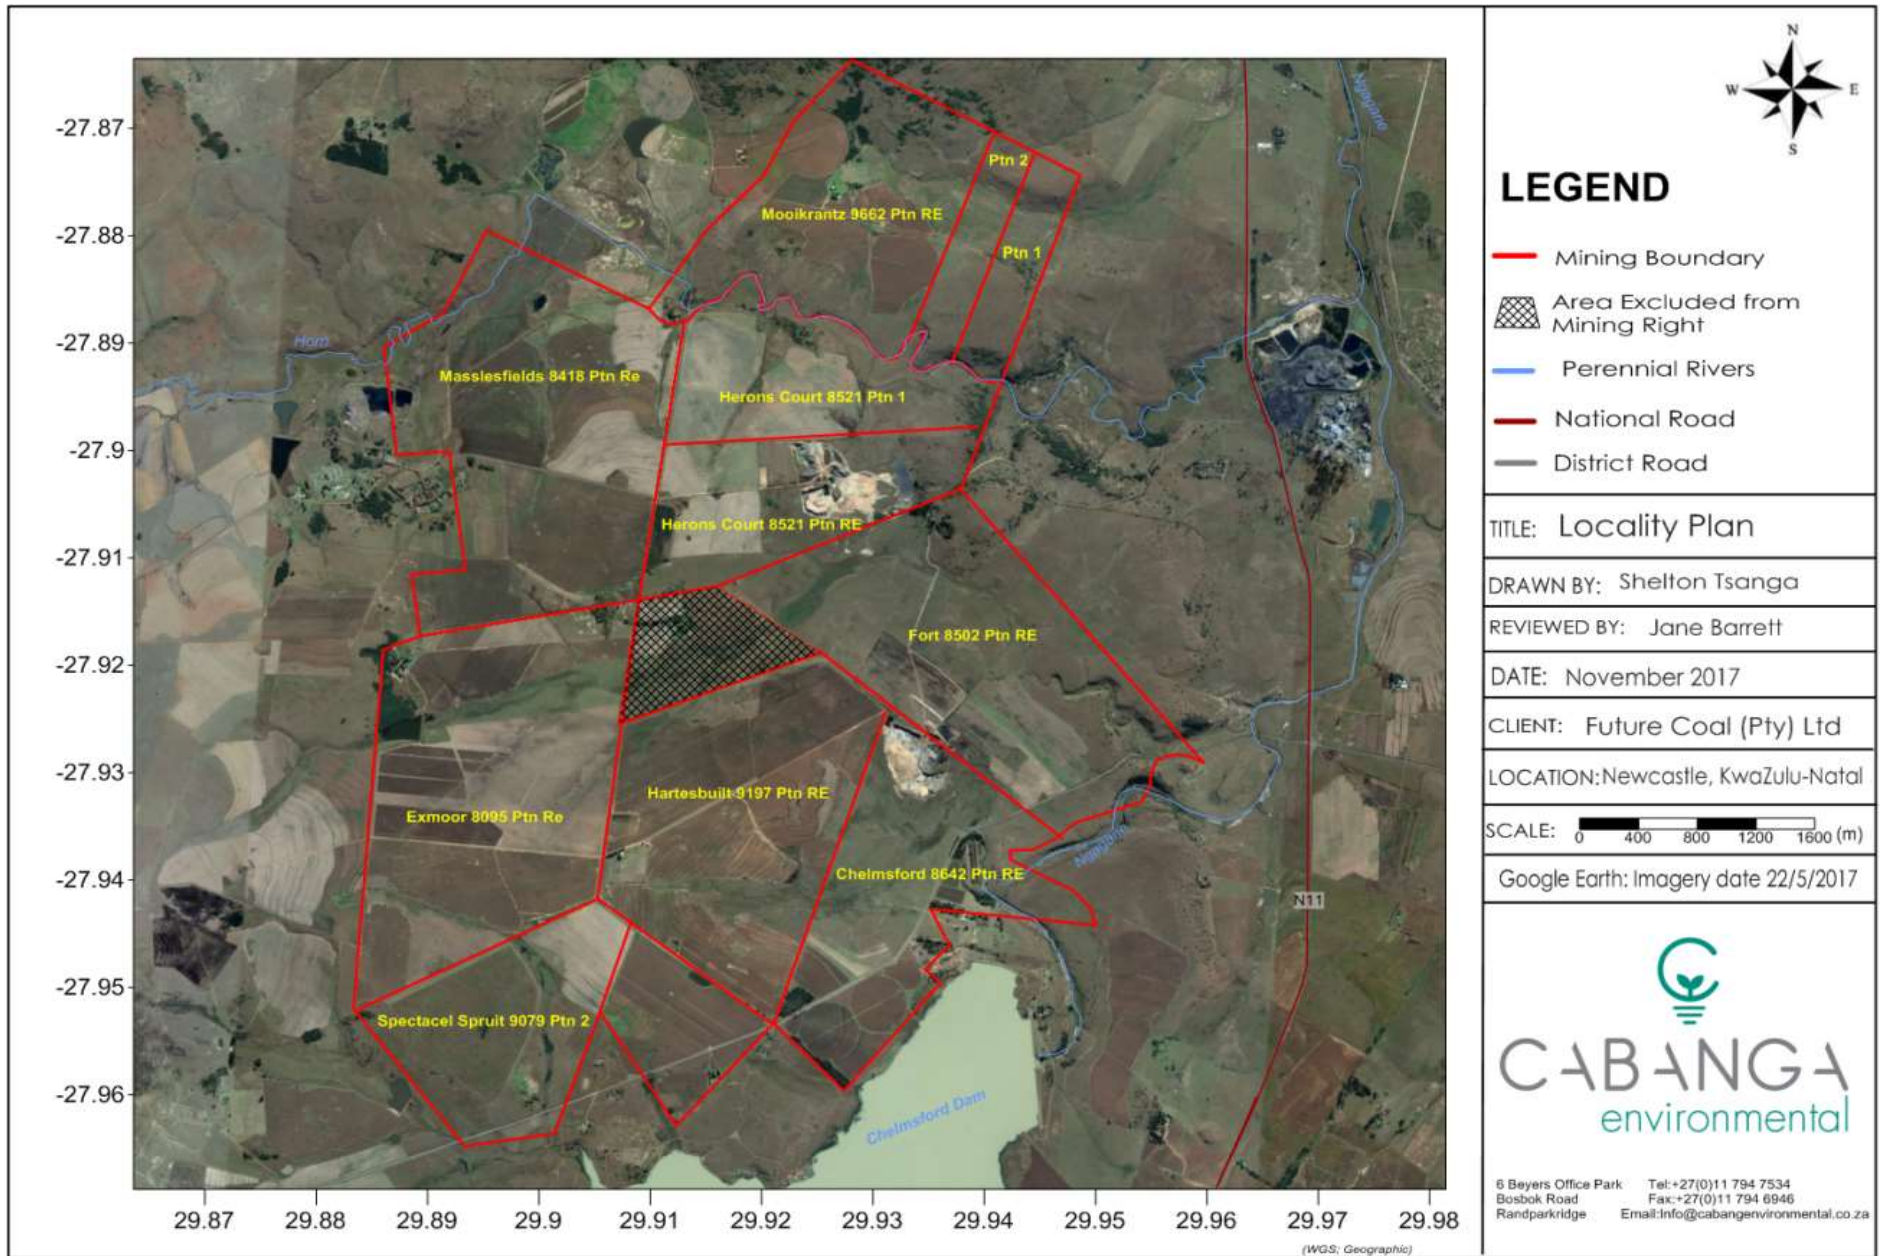 -27.87
-27.88
-27.89
-27.9
-27.91
-27.92
-27.93
-27.94
-27.95
-27.96
29.87
29.88
29.89
29.9
29.91
29.92
29.93
29.94
29.95
29.96
29.97
29.98
(WGS; Geographic)
Ngagane
Ptn 2
Mooikrantz 9662 Ptn RE
Ptn 1
Horn
Masslesfields 8418 Ptn Re
Herons Court 8521 Ptn 1
Herons Court 8521 Ptn RE
Fort 8502 Ptn RE
Hartesbuilt 9197 Ptn RE
Exmoor 8095 Ptn Re
Ngagane
Chelmsford 8642 Ptn RE
N11
Spectacel Spruit 9079 Ptn 2
Chelmsford Dam
N
W
E
S
LEGEND
Mining Boundary
Area Excluded from
Mining Right
Perennial Rivers
National Road
District Road
TITLE: Locality Plan
DRAWN BY: Shelton Tsanga
REVIEWED BY: Jane Barrett
DATE: November 2017
CLIENT: Future Coal (Pty) Ltd
LOCATION: Newcastle, KwaZulu-Natal
SCALE: 0 400 800 1200 1600 (m)
Google Earth: Imagery date 22/5/2017
CABANGA
environmental
6 Beyers Office Park Tel:+27(0)11 794 7534
Bosbok Road Fax:+27(0)11 794 6946
Randparkridge Email:Info@cabangenvironmental.co.za